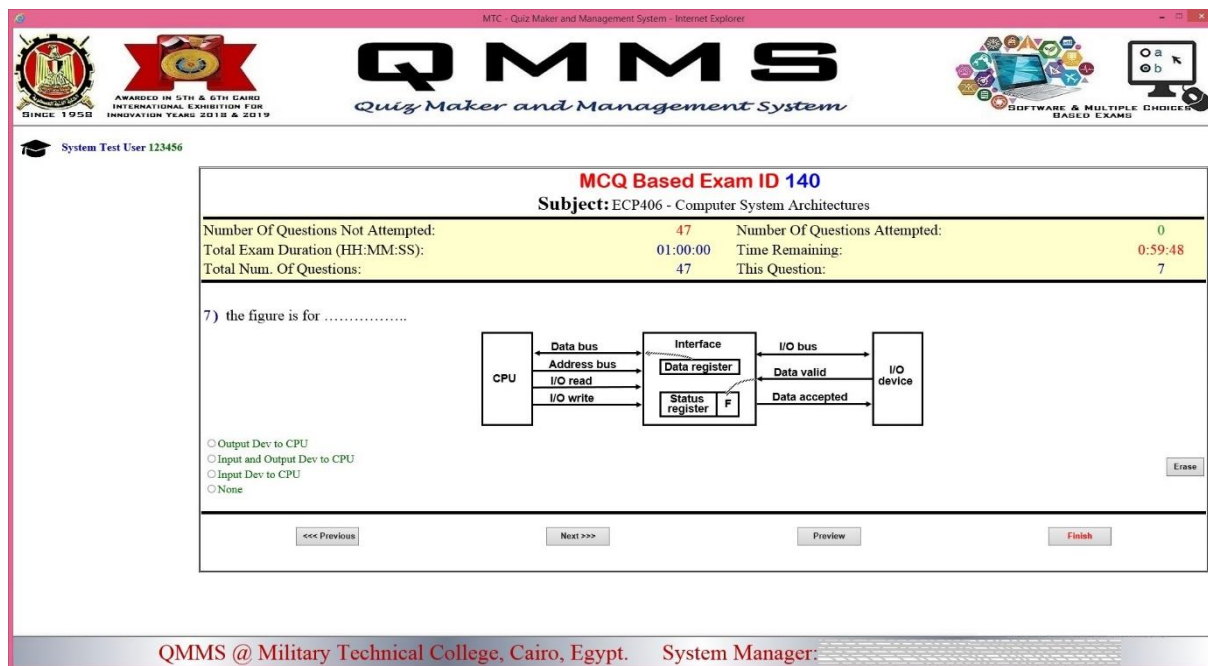 MTC - Quiz Maker and Management System - Internet Explorer
QMMS
Quiz Maker and Management System
SINCE 1958
AWARDED IN 5TH & 6TH CAIRO
INTERNATIONAL EXHIBITION FOR
INNOVATION YEARS 2018 & 2019
a
b
SOFTWARE & MULTIPLE CHOICES
BASED EXAMS
System Test User 123456
MCQ Based Exam ID 140
Subject: ECP406 - Computer System Architectures
Number Of Questions Not Attempted: 47 Number Of Questions Attempted: 0
Total Exam Duration (HH:MM:SS): 01:00:00 Time Remaining: 0:59:48
Total Num. Of Questions: 47 This Question: 7
7) the figure is for ……………..
CPU
Data bus
Address bus
I/O read
I/O write
Interface
Data register
Status
register
F
I/O bus
Data valid
Data accepted
I/O
device
Output Dev to CPU
Input and Output Dev to CPU
Input Dev to CPU
None
Erase
<<< Previous
Next >>>
Preview
Finish
QMMS @ Military Technical College, Cairo, Egypt. System Manager: